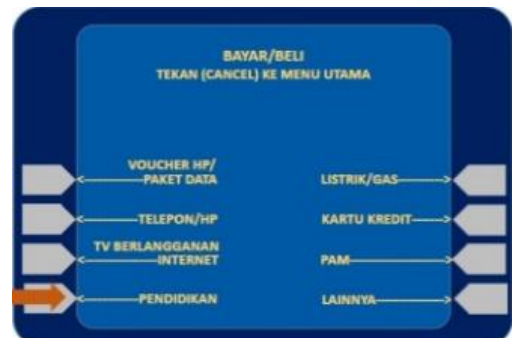 BAYAR/BELI
TEKAN (CANCEL) KE MENU UTAMA
VOUCHER HP/
PAKET DATA
LISTRIK/GAS
TELEPON/HP
KARTU KREDIT
TV BERLANGGANAN
INTERNET
PAM
PENDIDIKAN
LAINNYA